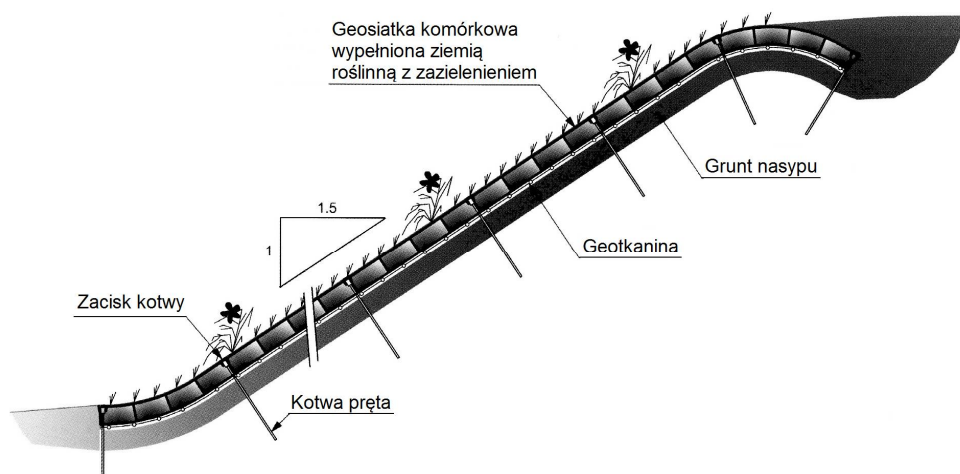 Geosiatka komórkowa
wypełniona ziemią
roślinną z zazielenieniem
Grunt nasypu
1.5
1
Geotkanina
Zacisk kotwy
Kotwa pręta